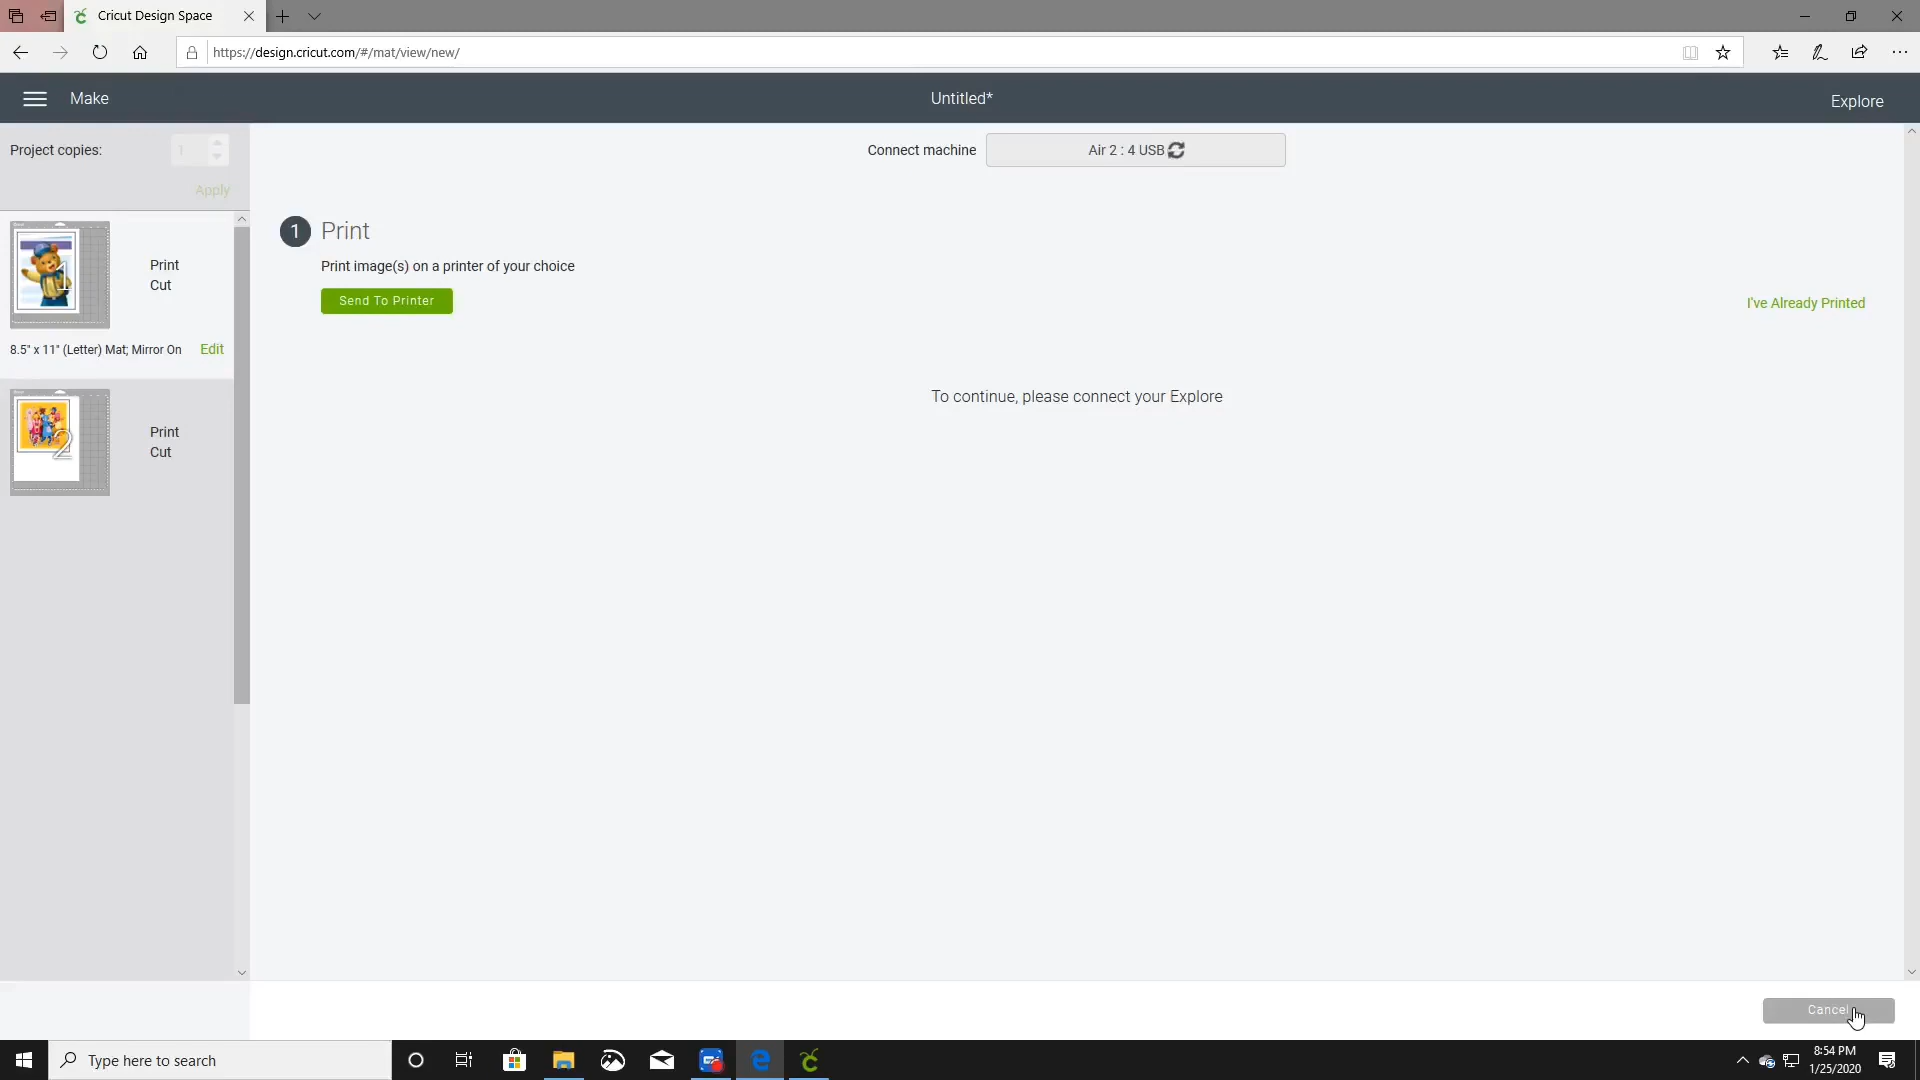 Cricut Design Space
https://design.cricut.com/#/mat/view/new/
Make
Untitled*
Explore
Project copies:
1
Apply
Connect machine
Air 2 : 4 USB
1
Print
Print image(s) on a printer of your choice
Send To Printer
I've Already Printed
1
Print
Cut
8.5" x 11" (Letter) Mat; Mirror On
Edit
To continue, please connect your Explore
2
Print
Cut
Cancel
Type here to search
8:54 PM
1/25/2020